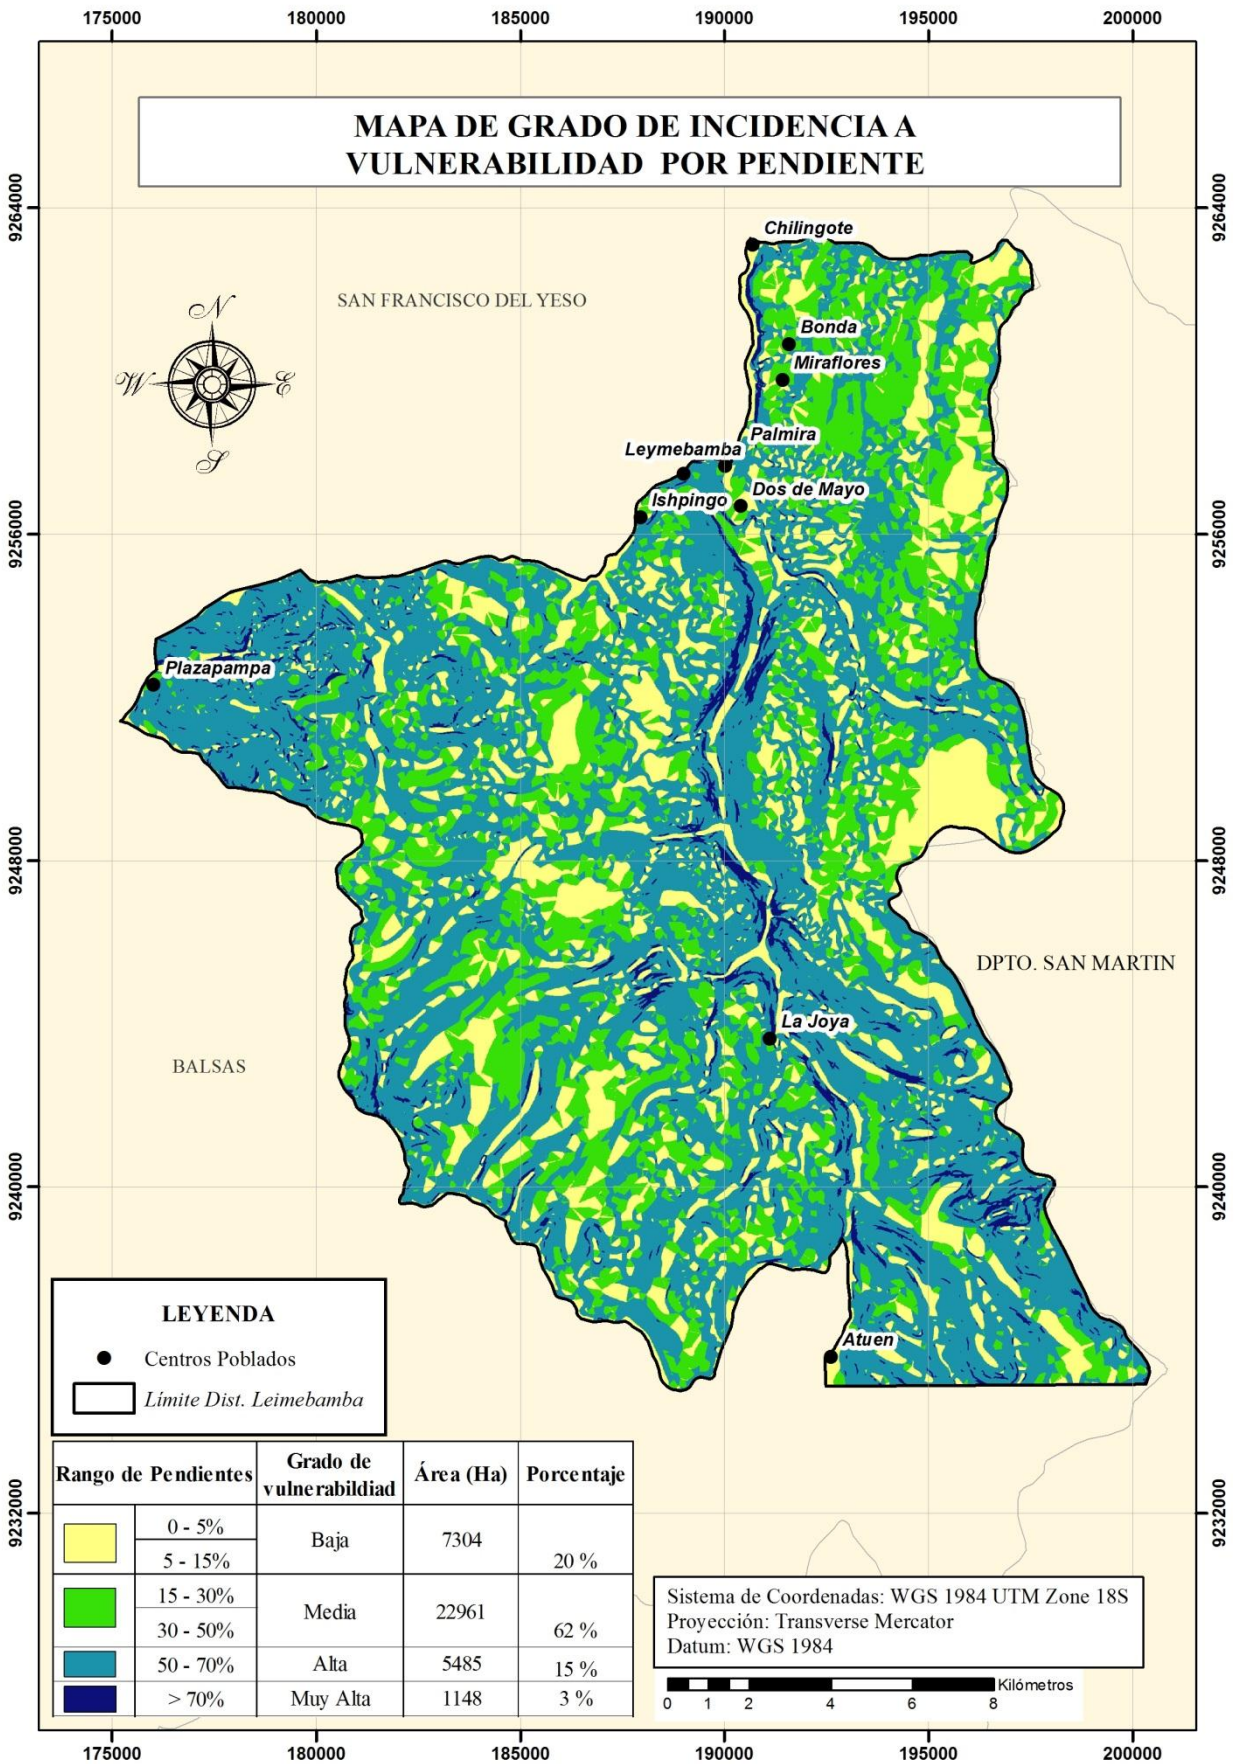 175000 180000 185000 190000 195000 200000
MAPA DE GRADO DE INCIDENCIA A
VULNERABILIDAD POR PENDIENTE
9264000 9264000
Chilingote
SAN FRANCISCO DEL YESO
N
W E
S
Bonda
Miraflores
Palmira
Leymebamba
Ishpingo
Dos de Mayo
9256000 9256000
Plazapampa
9248000 9248000
DPTO. SAN MARTIN
La Joya
BALSAS
9240000 9240000
Atuen
LEYENDA
Centros Poblados
Límite Dist. Leimebamba
Rango de Pendientes Grado de vulnerabildiad Área (Ha) Porcentaje
0 - 5%
5 - 15% Baja 7304 20 %
15 - 30%
30 - 50% Media 22961 62 %
50 - 70% Alta 5485 15 %
> 70% Muy Alta 1148 3 %
9232000 9232000
Sistema de Coordenadas: WGS 1984 UTM Zone 18S
Proyección: Transverse Mercator
Datum: WGS 1984
Kilómetros
0 1 2 4 6 8
175000 180000 185000 190000 195000 200000